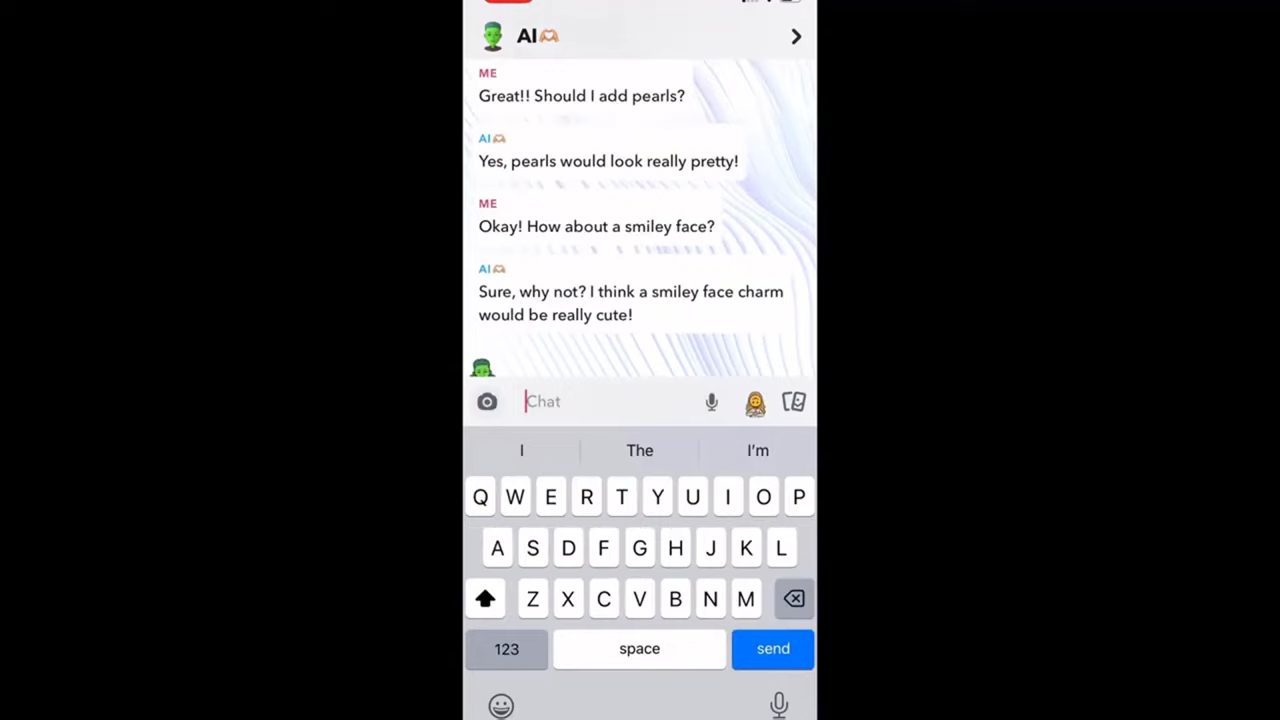 AI🫶🏼
ME
Great!! Should I add pearls?
AI🫶🏼
Yes, pearls would look really pretty!
ME
Okay! How about a smiley face?
AI🫶🏼
Sure, why not? I think a smiley face charm
would be really cute!
Chat
I The I'm
Q W E R T Y U I O P
A S D F G H J K L
Z X C V B N M
123 space send